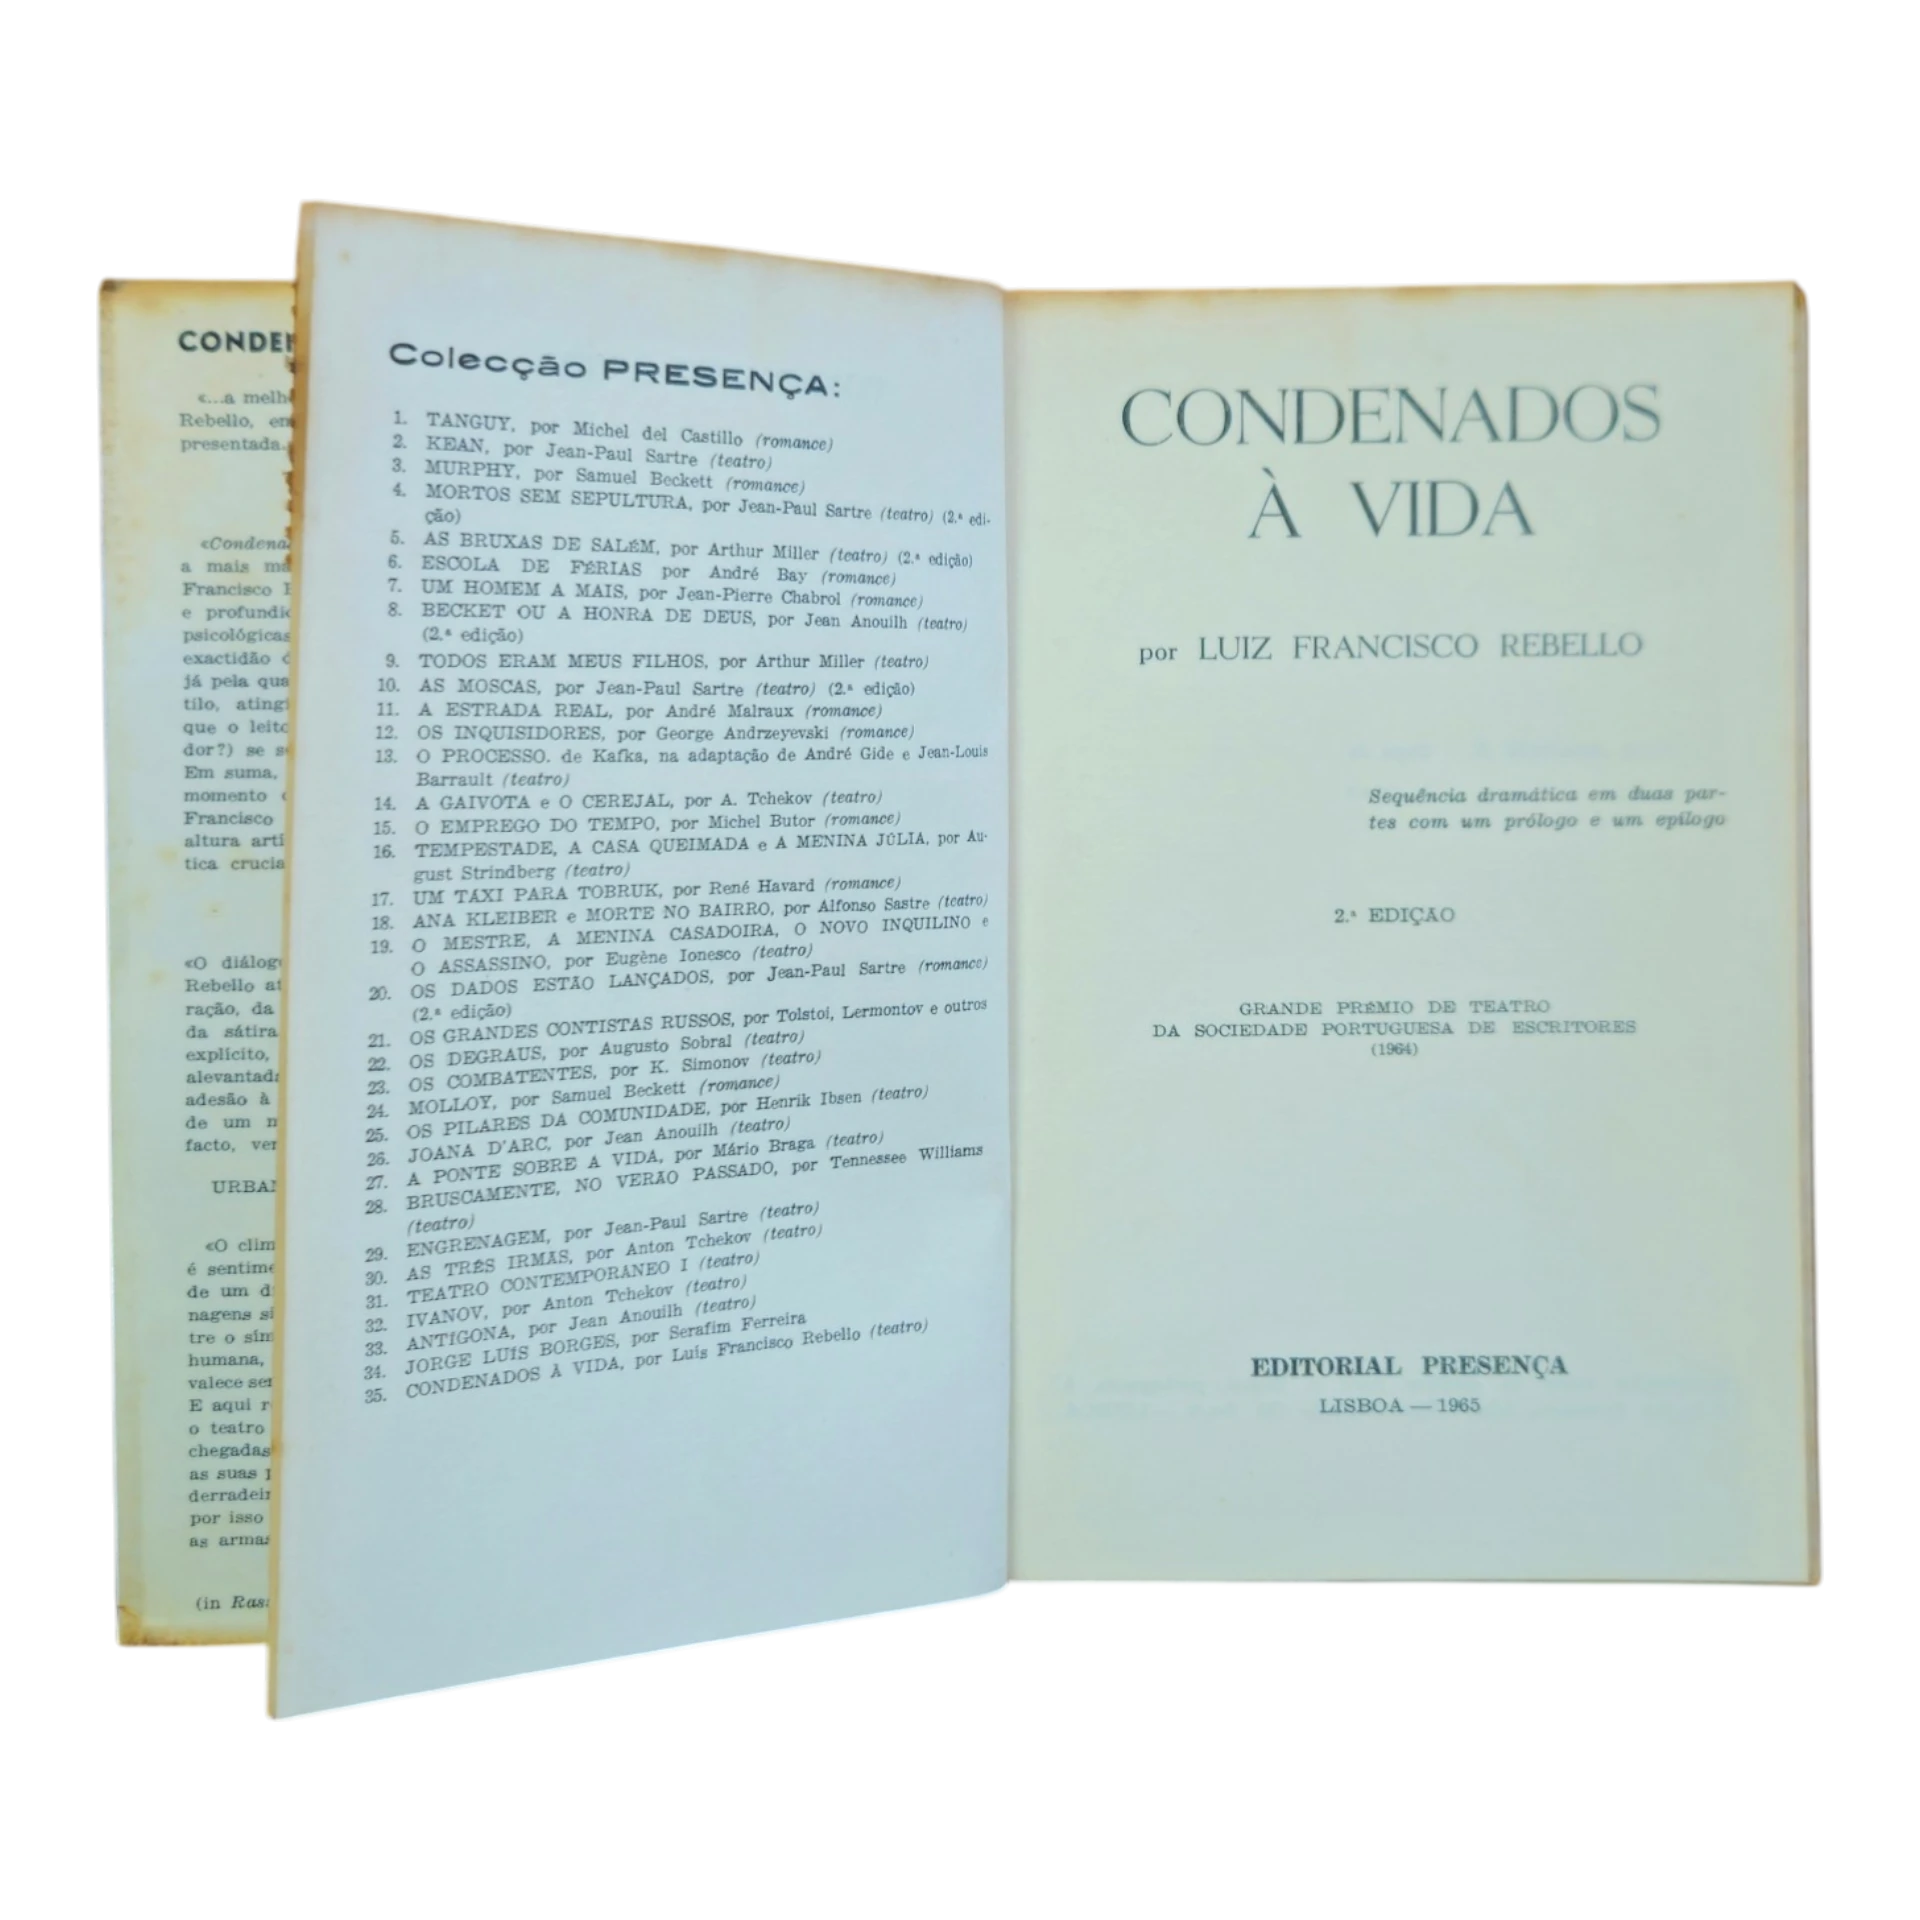 CONDE
«...a melh
Rebello, em
presentada.
«Condena
a mais ma
Francisco
e profundi
psicológicas
exactidão
já pela qua
tilo, atingi
que o leito
dor?) se s
Em suma,
momento
Francisco
altura artí
tica crucia
«O diálog
Rebello at
ração, da
da sátira
explícito,
alevantada
adesão à
de um m
facto, ver
URBAN
«O clim
é sentime
de um d
nagens si
tre o sím
humana,
valece ser
E aqui r
o teatro
chegadas
as suas p
derradeir
por isso
as armas
(in Rass
Colecção PRESENÇA:
1. TANGUY, por Michel del Castillo (romance)
2. KEAN, por Jean-Paul Sartre (teatro)
3. MURPHY, por Samuel Beckett (romance)
4. MORTOS SEM SEPULTURA, por Jean-Paul Sartre (teatro) (2.ª edi-
ção)
5. AS BRUXAS DE SALÉM, por Arthur Miller (teatro) (2.ª edição)
6. ESCOLA DE FÉRIAS por André Bay (romance)
7. UM HOMEM A MAIS, por Jean-Pierre Chabrol (romance)
8. BECKET OU A HONRA DE DEUS, por Jean Anouilh (teatro)
(2.ª edição)
9. TODOS ERAM MEUS FILHOS, por Arthur Miller (teatro)
10. AS MOSCAS, por Jean-Paul Sartre (teatro) (2.ª edição)
11. A ESTRADA REAL, por André Malraux (romance)
12. OS INQUISIDORES, por George Andrzeyevski (romance)
13. O PROCESSO. de Kafka, na adaptação de André Gide e Jean-Louis
Barrault (teatro)
14. A GAIVOTA e O CEREJAL, por A. Tchekov (teatro)
15. O EMPREGO DO TEMPO, por Michel Butor (romance)
16. TEMPESTADE, A CASA QUEIMADA e A MENINA JÚLIA, por Au-
gust Strindberg (teatro)
17. UM TÁXI PARA TOBRUK, por René Havard (romance)
18. ANA KLEIBER e MORTE NO BAIRRO, por Alfonso Sastre (teatro)
19. O MESTRE, A MENINA CASADOIRA, O NOVO INQUILINO e
O ASSASSINO, por Eugène Ionesco (teatro)
20. OS DADOS ESTÃO LANÇADOS, por Jean-Paul Sartre (romance)
(2.ª edição)
21. OS GRANDES CONTISTAS RUSSOS, por Tolstoi, Lermontov e outros
22. OS DEGRAUS, por Augusto Sobral (teatro)
23. OS COMBATENTES, por K. Simonov (teatro)
24. MOLLOY, por Samuel Beckett (romance)
25. OS PILARES DA COMUNIDADE, por Henrik Ibsen (teatro)
26. JOANA D'ARC, por Jean Anouilh (teatro)
27. A PONTE SOBRE A VIDA, por Mário Braga (teatro)
28. BRUSCAMENTE, NO VERÃO PASSADO, por Tennessee Williams
(teatro)
29. ENGRENAGEM, por Jean-Paul Sartre (teatro)
30. AS TRÊS IRMÃS, por Anton Tchekov (teatro)
31. TEATRO CONTEMPORÂNEO I (teatro)
32. IVANOV, por Anton Tchekov (teatro)
33. ANTÍGONA, por Jean Anouilh (teatro)
34. JORGE LUÍS BORGES, por Serafim Ferreira
35. CONDENADOS À VIDA, por Luís Francisco Rebello (teatro)
CONDENADOS
À VIDA
por LUIZ FRANCISCO REBELLO
Sequência dramática em duas par-
tes com um prólogo e um epílogo
2.ª EDIÇÃO
GRANDE PRÉMIO DE TEATRO
DA SOCIEDADE PORTUGUESA DE ESCRITORES
(1964)
EDITORIAL PRESENÇA
LISBOA — 1965